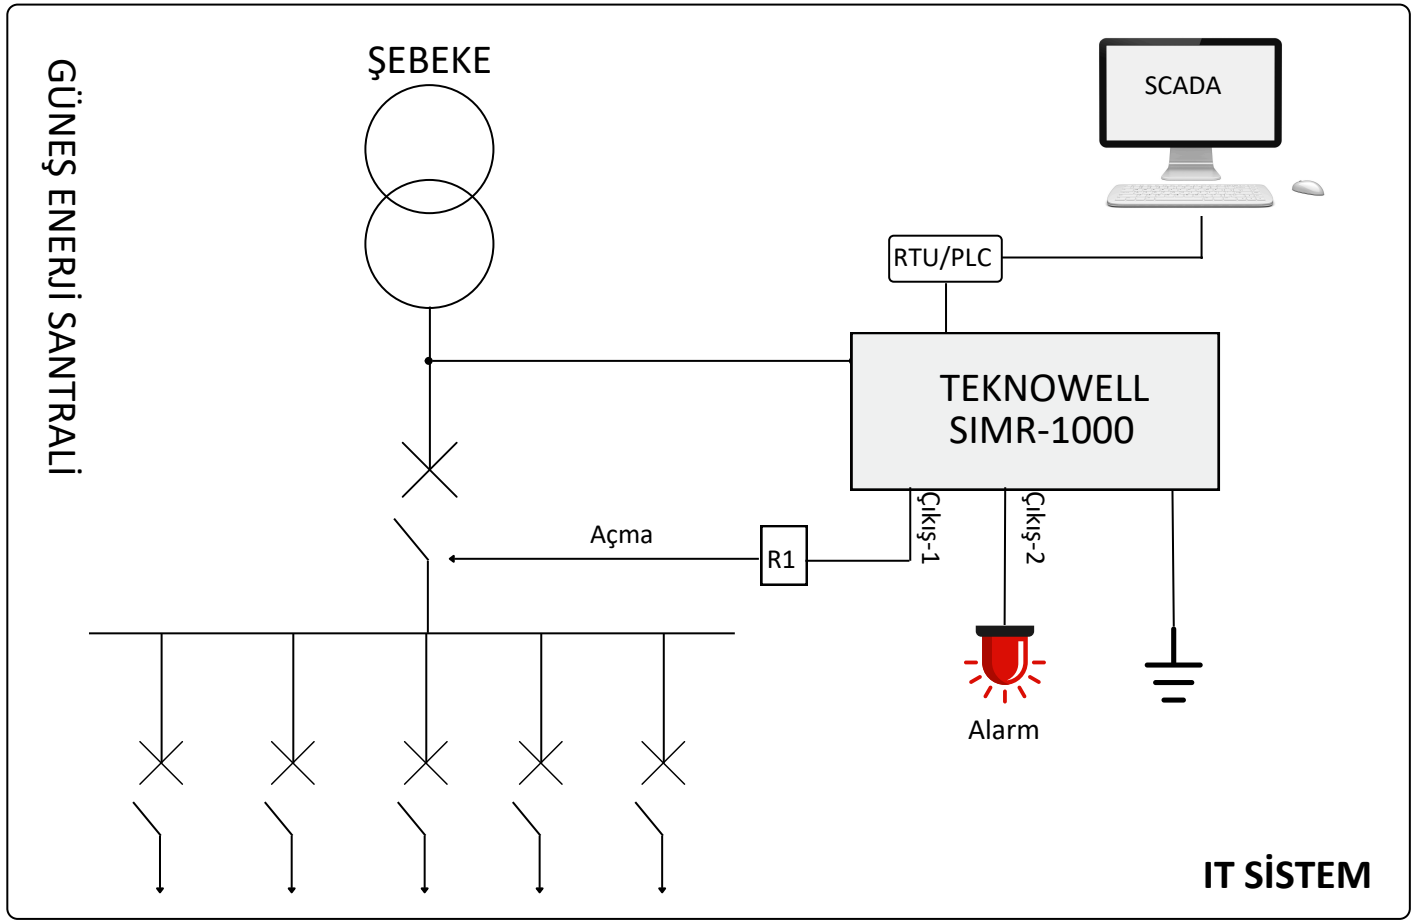 GÜNEŞ ENERJİ SANTRALİ
ŞEBEKE
SCADA
RTU/PLC
TEKNOWELL
SIMR-1000
Çıkış-1
Çıkış-2
Açma
R1
Alarm
IT SİSTEM